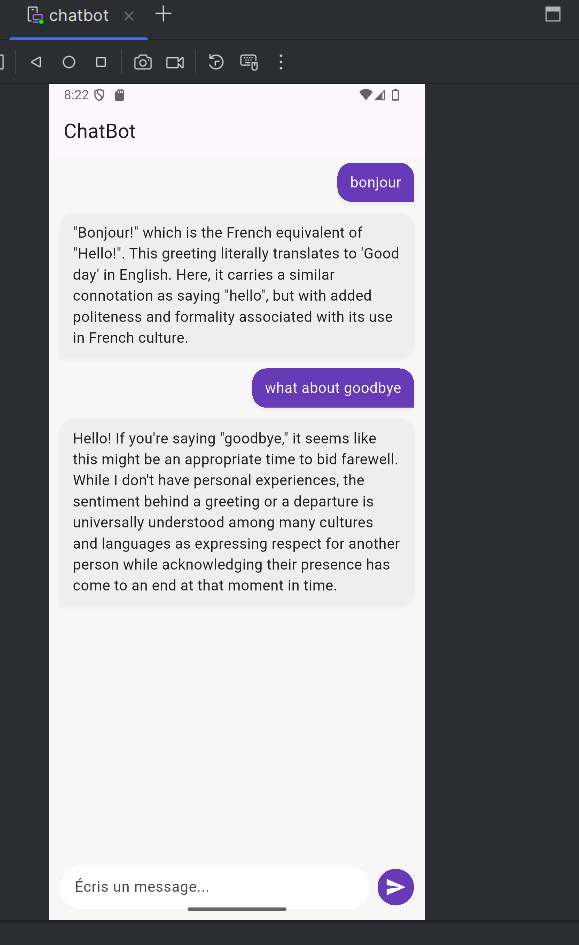 chatbot
8:22
ChatBot
bonjour
"Bonjour!" which is the French equivalent of
"Hello!". This greeting literally translates to 'Good
day' in English. Here, it carries a similar
connotation as saying "hello", but with added
politeness and formality associated with its use
in French culture.
what about goodbye
Hello! If you're saying "goodbye," it seems like
this might be an appropriate time to bid farewell.
While I don't have personal experiences, the
sentiment behind a greeting or a departure is
universally understood among many cultures
and languages as expressing respect for another
person while acknowledging their presence has
come to an end at that moment in time.
Écris un message...